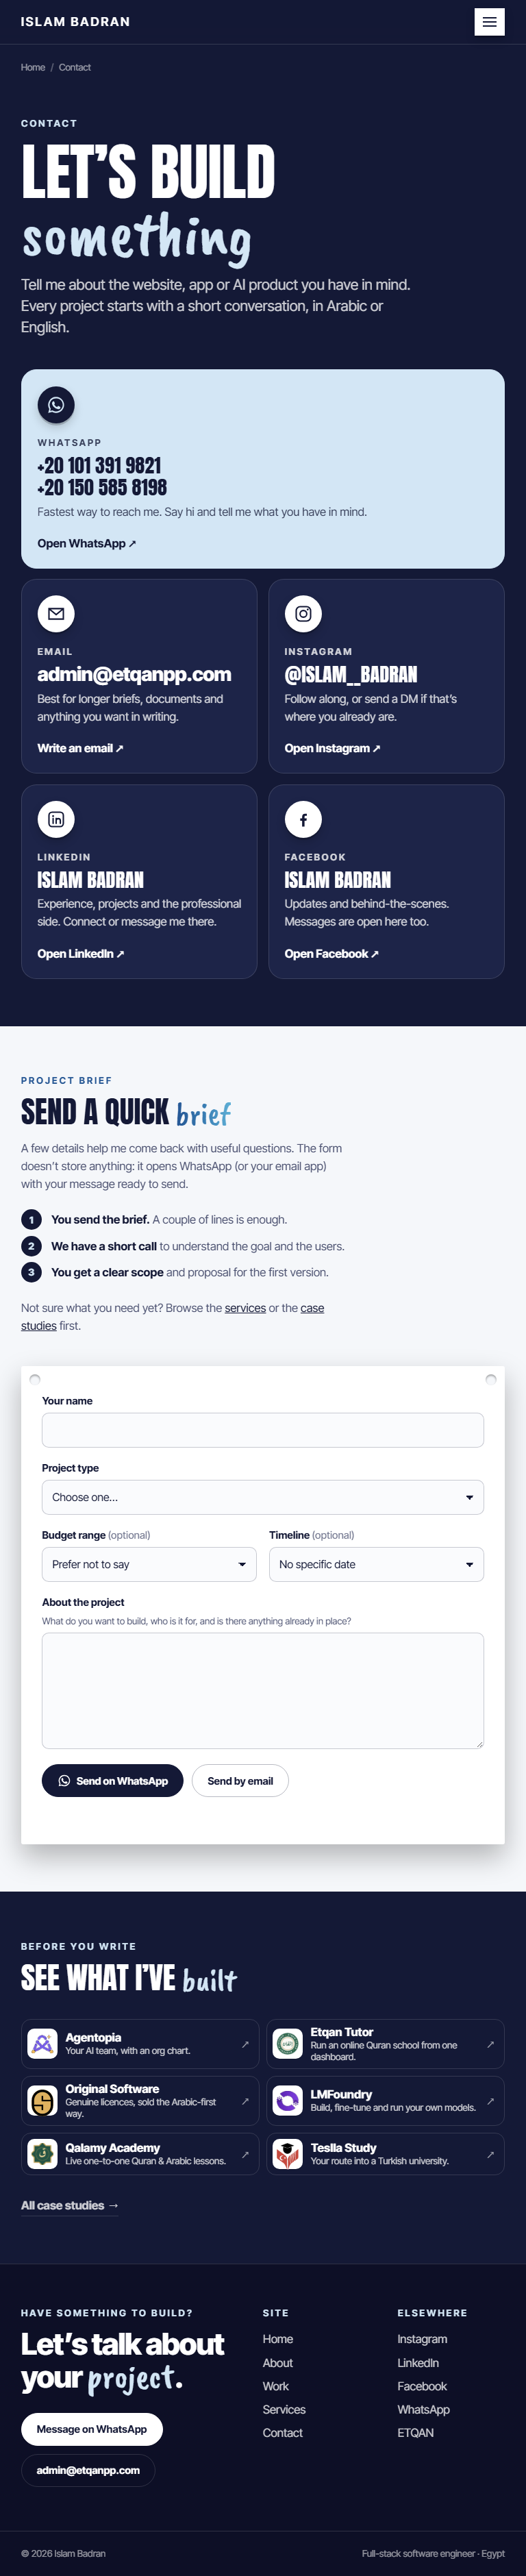 ISLAM BADRAN
Home / Contact
CONTACT
LET’S BUILD
something
Tell me about the website, app or AI product you have in mind.
Every project starts with a short conversation, in Arabic or
English.
WHATSAPP
+20 101 391 9821
+20 150 585 8198
Fastest way to reach me. Say hi and tell me what you have in mind.
Open WhatsApp ↗
EMAIL
admin@etqanpp.com
Best for longer briefs, documents and
anything you want in writing.
Write an email ↗
INSTAGRAM
@ISLAM__BADRAN
Follow along, or send a DM if that’s
where you already are.
Open Instagram ↗
LINKEDIN
ISLAM BADRAN
Experience, projects and the professional
side. Connect or message me there.
Open LinkedIn ↗
FACEBOOK
ISLAM BADRAN
Updates and behind-the-scenes.
Messages are open here too.
Open Facebook ↗
PROJECT BRIEF
SEND A QUICK brief
A few details help me come back with useful questions. The form
doesn’t store anything: it opens WhatsApp (or your email app)
with your message ready to send.
1 You send the brief. A couple of lines is enough.
2 We have a short call to understand the goal and the users.
3 You get a clear scope and proposal for the first version.
Not sure what you need yet? Browse the services or the case
studies first.
Your name
Project type
Choose one...
Budget range (optional)
Prefer not to say
Timeline (optional)
No specific date
About the project
What do you want to build, who is it for, and is there anything already in place?
Send on WhatsApp
Send by email
BEFORE YOU WRITE
SEE WHAT I’VE built
Agentopia
Your AI team, with an org chart.
↗
Etqan Tutor
Run an online Quran school from one
dashboard.
↗
Original Software
Genuine licences, sold the Arabic-first
way.
↗
LMFoundry
Build, fine-tune and run your own models.
↗
Qalamy Academy
Live one-to-one Quran & Arabic lessons.
↗
Teslla Study
Your route into a Turkish university.
↗
All case studies →
HAVE SOMETHING TO BUILD?
Let’s talk about
your project.
Message on WhatsApp
admin@etqanpp.com
SITE
Home
About
Work
Services
Contact
ELSEWHERE
Instagram
LinkedIn
Facebook
WhatsApp
ETQAN
© 2026 Islam Badran
Full-stack software engineer · Egypt